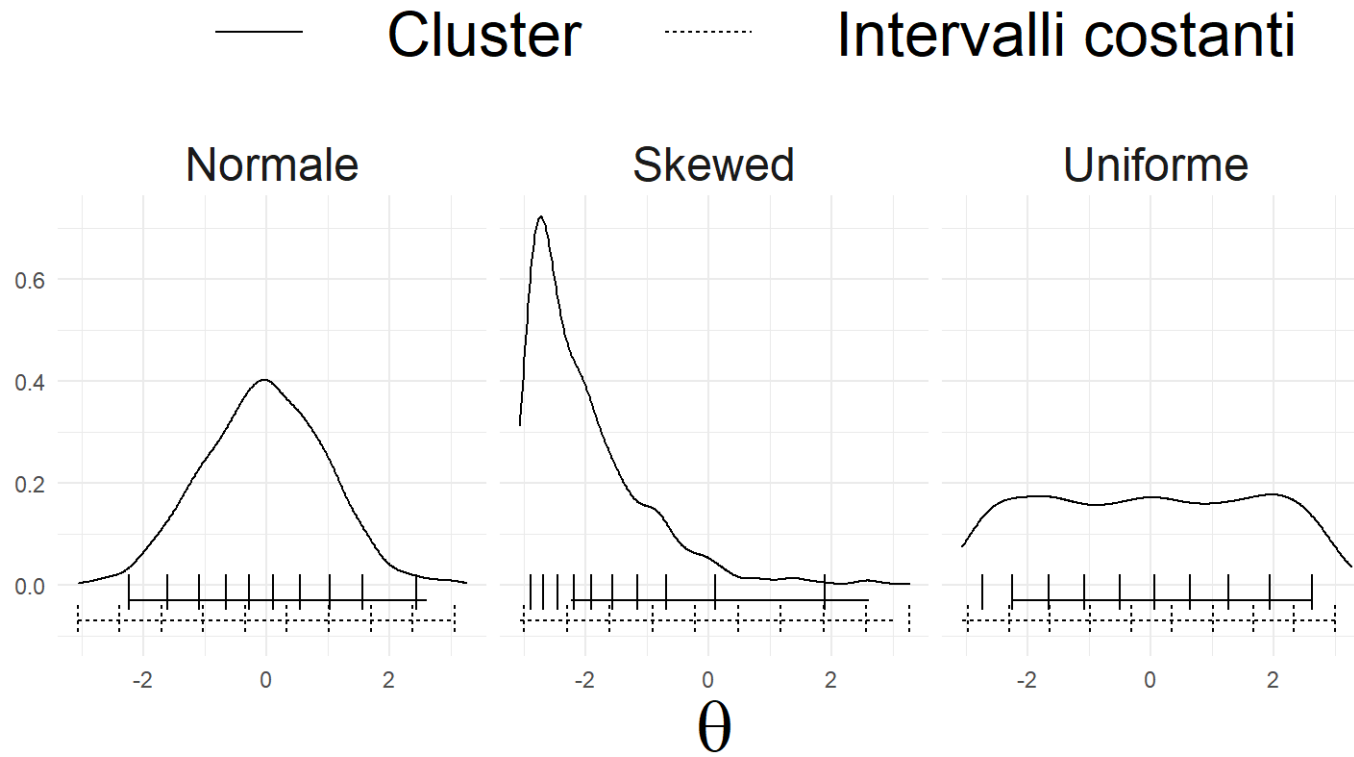 Cluster Intervalli costanti
Normale Skewed Uniforme
0.6
0.4
0.2
0.0
-2 0 2 -2 0 2 -2 0 2
θ